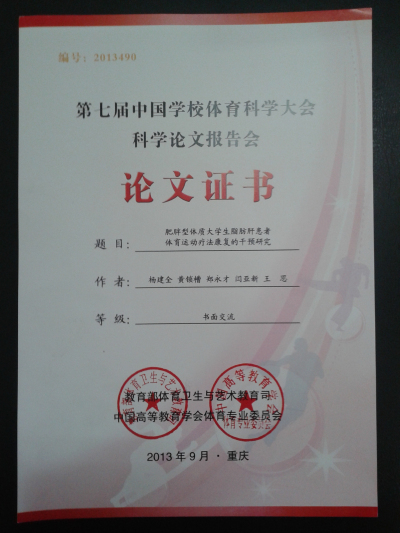 编号：2013490
第七届中国学校体育科学大会
科学论文报告会
论文证书
题目：
肥胖型体质大学生脂肪肝患者
体育运动疗法康复的干预研究
作者：
杨建全 黄镇槽 郑永才 闫亚新 王 思
等级：
书面交流
教育部体育卫生与艺术教育司
中国高等教育学会体育专业委员会
2013年9月·重庆